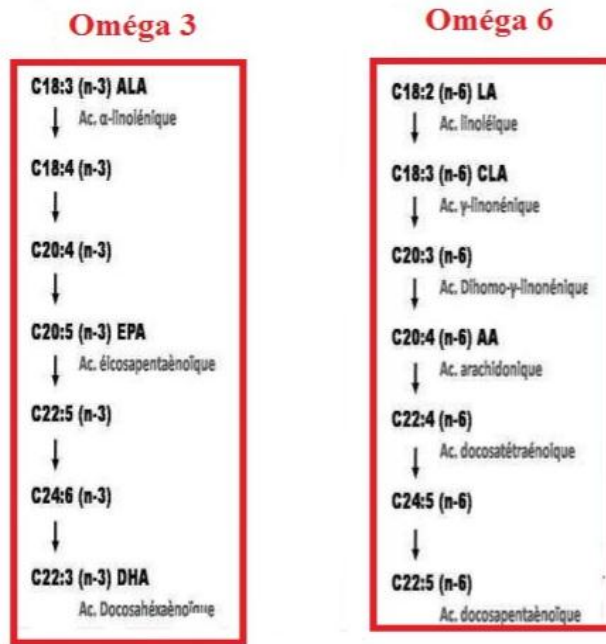 Oméga 3
C18:3 (n-3) ALA
Ac. α-linolénique
C18:4 (n-3)
C20:4 (n-3)
C20:5 (n-3) EPA
Ac. éicosapentaènoïque
C22:5 (n-3)
C24:6 (n-3)
C22:3 (n-3) DHA
Ac. Docosahéxaènoïque
Oméga 6
C18:2 (n-6) LA
Ac. linoléique
C18:3 (n-6) CLA
Ac. γ-linonénique
C20:3 (n-6)
Ac. Dihomo-γ-linonénique
C20:4 (n-6) AA
Ac. arachidonique
C22:4 (n-6)
Ac. docosatétraénoïque
C24:5 (n-6)
C22:5 (n-6)
Ac. docosapentaènoïque